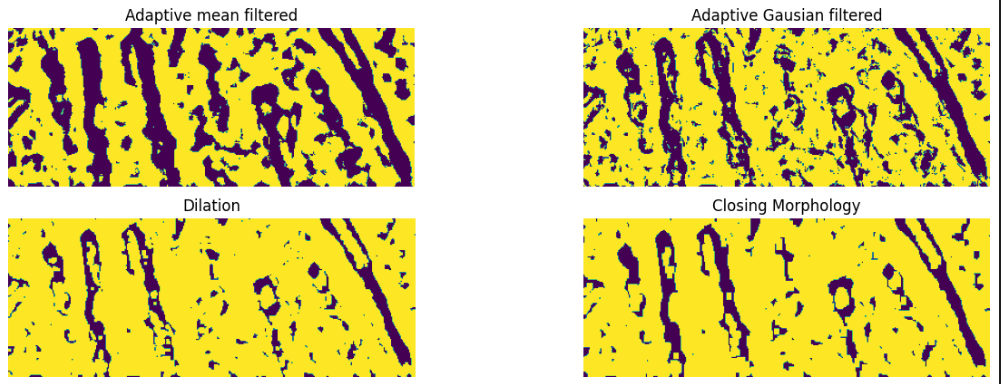 Adaptive mean filtered
Adaptive Gausian filtered
Dilation
Closing Morphology